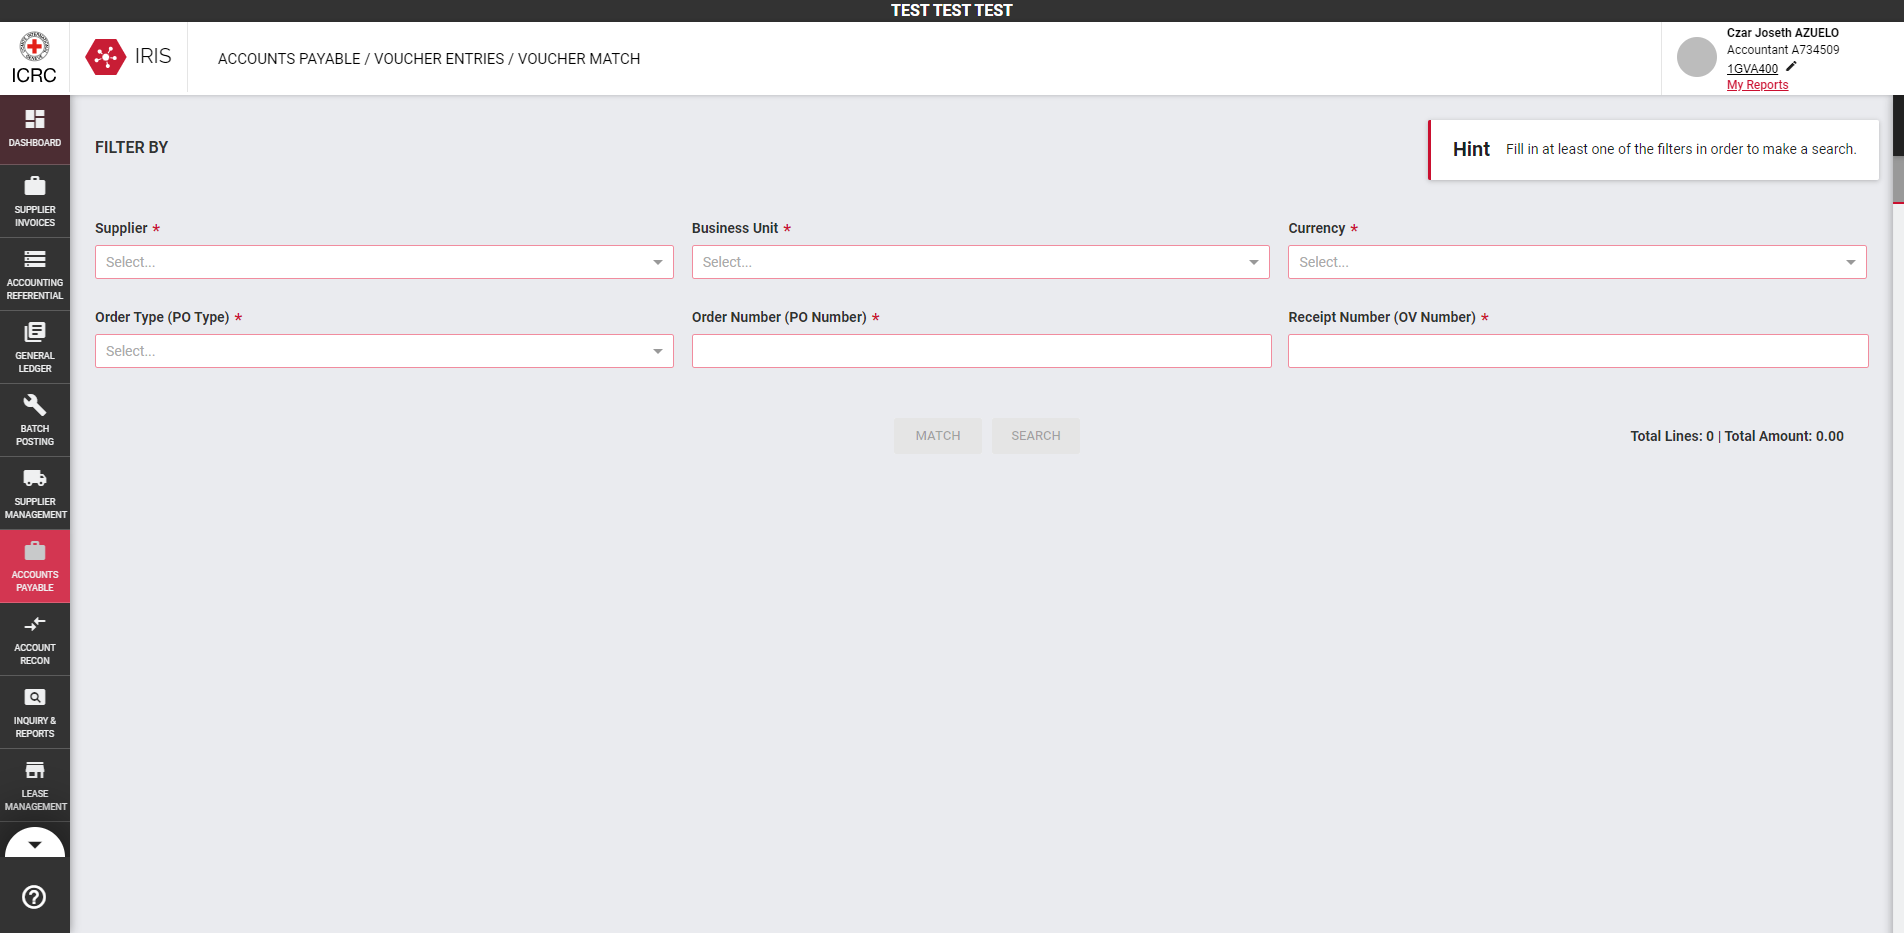 TEST TEST TEST
ICRC
IRIS
ACCOUNTS PAYABLE / VOUCHER ENTRIES / VOUCHER MATCH
Czar Joseth AZUELO
Accountant A734509
1GVA400
My Reports
DASHBOARD
SUPPLIER
INVOICES
ACCOUNTING
REFERENTIAL
GENERAL
LEDGER
BATCH
POSTING
SUPPLIER
MANAGEMENT
ACCOUNTS
PAYABLE
ACCOUNT
RECON
INQUIRY &
REPORTS
LEASE
MANAGEMENT
FILTER BY
Hint Fill in at least one of the filters in order to make a search.
Supplier * Business Unit * Currency *
Select... Select... Select...
Order Type (PO Type) * Order Number (PO Number) * Receipt Number (OV Number) *
Select...
MATCH SEARCH Total Lines: 0 | Total Amount: 0.00